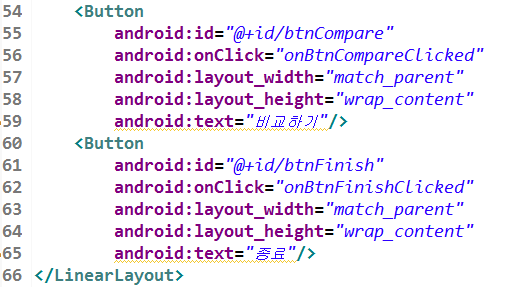 54 <Button
55 android:id="@+id/btnCompare"
56 android:onClick="onBtnCompareClicked"
57 android:layout_width="match_parent"
58 android:layout_height="wrap_content"
59 android:text="비교하기"/>
60 <Button
61 android:id="@+id/btnFinish"
62 android:onClick="onBtnFinishClicked"
63 android:layout_width="match_parent"
64 android:layout_height="wrap_content"
65 android:text="종료"/>
66 </LinearLayout>